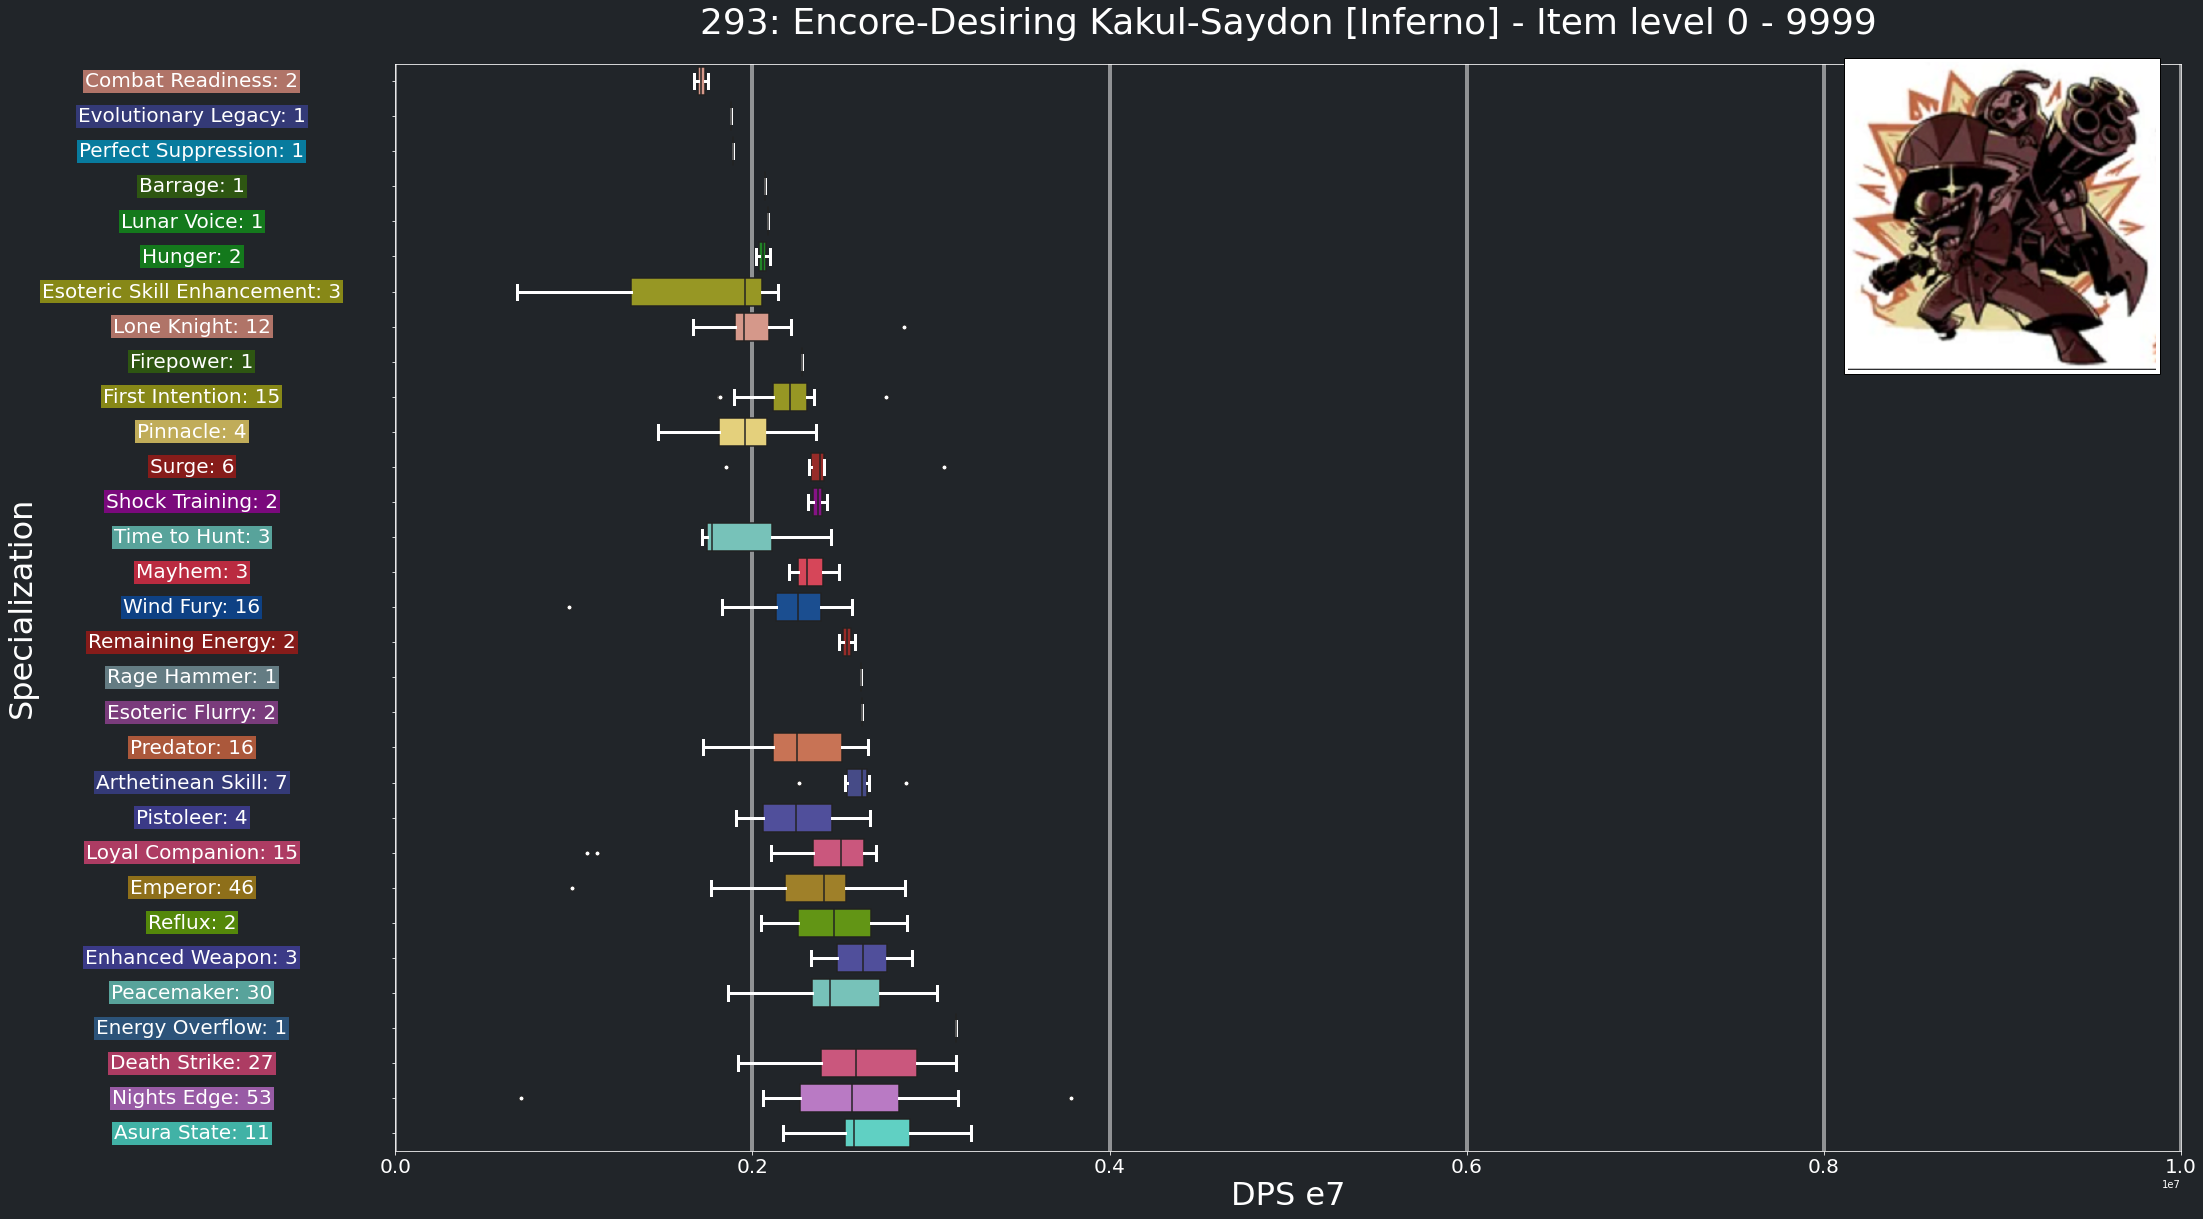 293: Encore-Desiring Kakul-Saydon [Inferno] - Item level 0 - 9999
Combat Readiness: 2
Evolutionary Legacy: 1
Perfect Suppression: 1
Barrage: 1
Lunar Voice: 1
Hunger: 2
Esoteric Skill Enhancement: 3
Lone Knight: 12
Firepower: 1
First Intention: 15
Pinnacle: 4
Surge: 6
Shock Training: 2
Time to Hunt: 3
Mayhem: 3
Wind Fury: 16
Remaining Energy: 2
Rage Hammer: 1
Esoteric Flurry: 2
Predator: 16
Arthetinean Skill: 7
Pistoleer: 4
Loyal Companion: 15
Emperor: 46
Reflux: 2
Enhanced Weapon: 3
Peacemaker: 30
Energy Overflow: 1
Death Strike: 27
Nights Edge: 53
Asura State: 11
Specialization
0.0 0.2 0.4 0.6 0.8 1.0
1e7
DPS e7